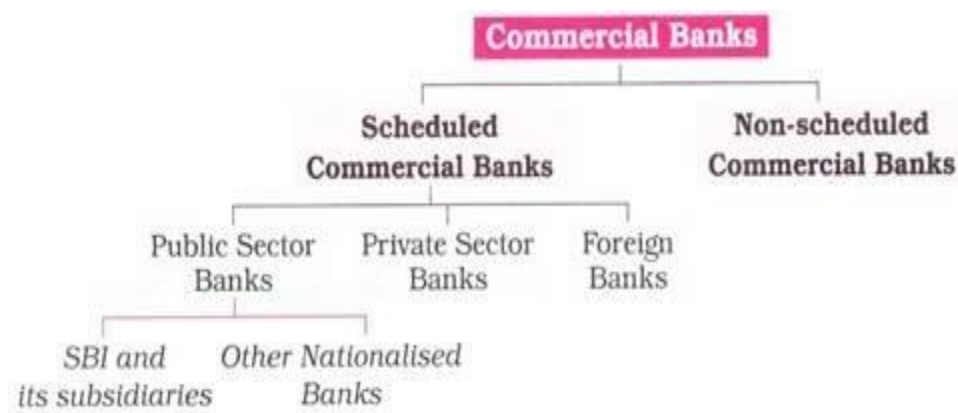 Commercial Banks
Scheduled
Commercial Banks
Non-scheduled
Commercial Banks
Public Sector
Banks
Private Sector
Banks
Foreign
Banks
SBI and
its subsidiaries
Other Nationalised
Banks